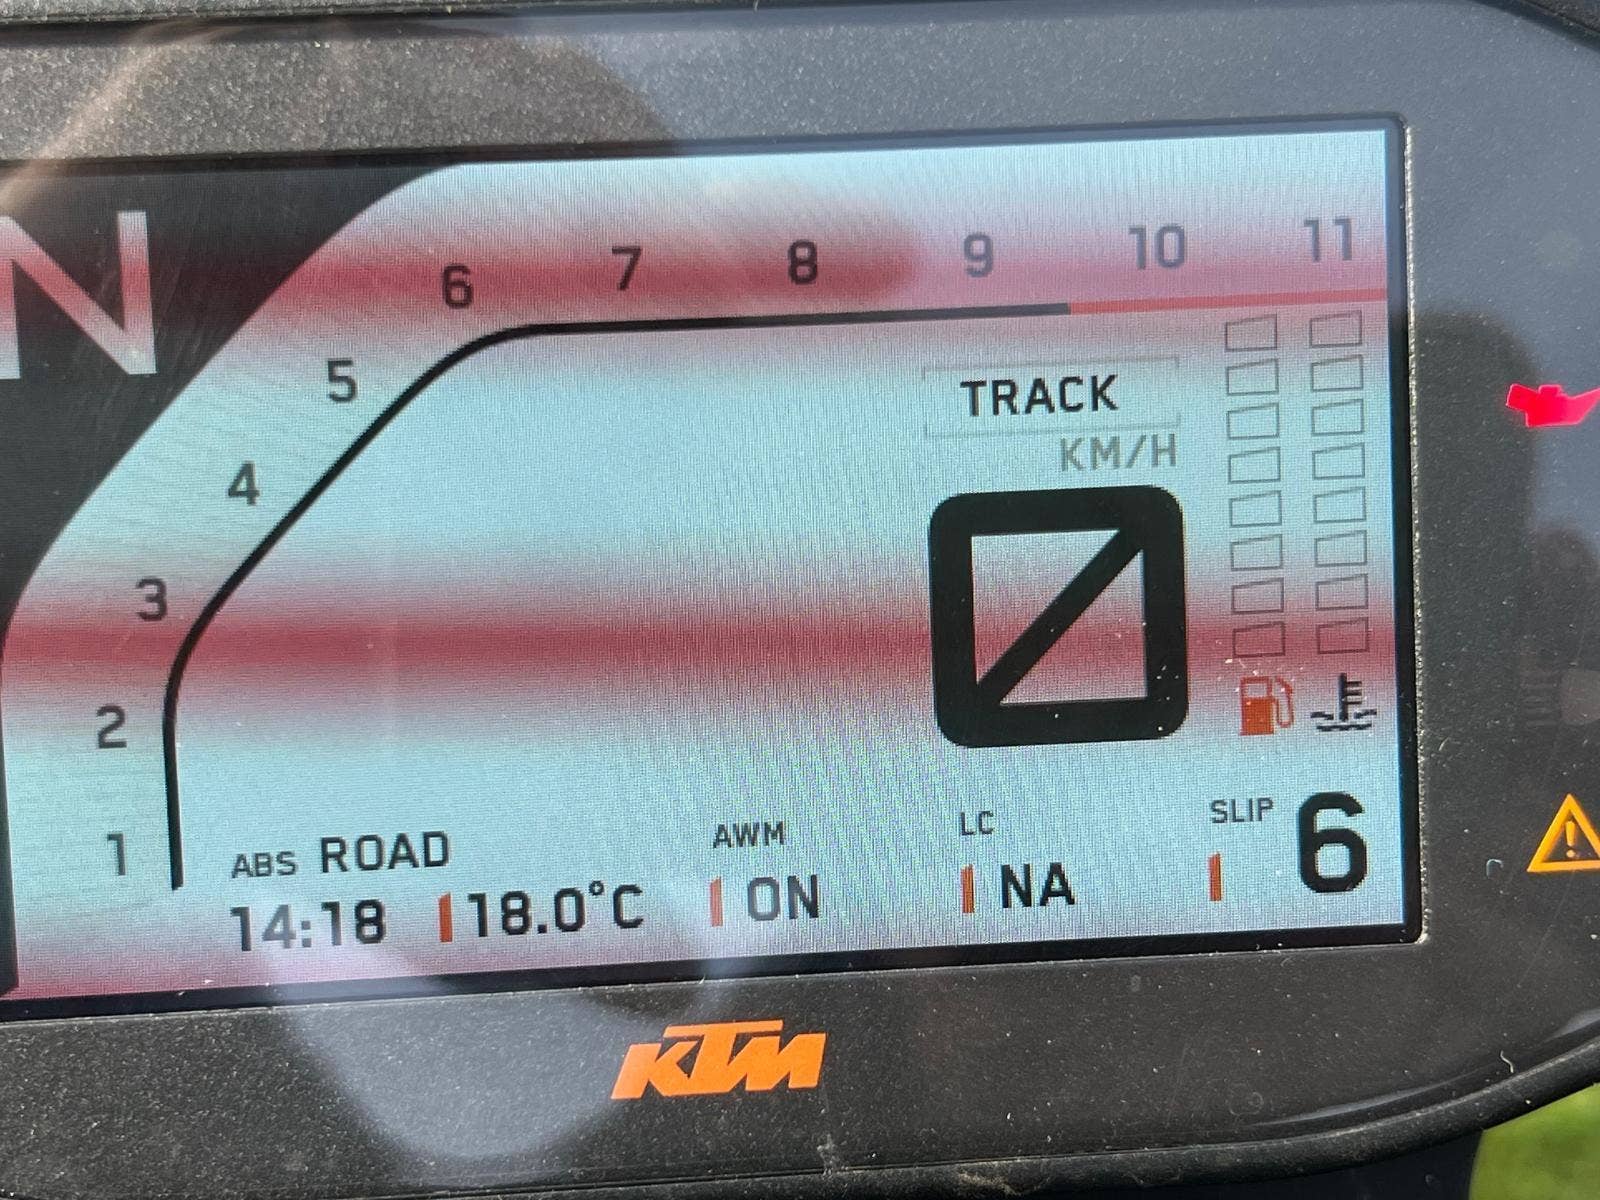 N
6 7 8 9 10 11
5
4
3
2
1
TRACK
KM/H
0
ABS ROAD
14:18 18.0°C
AWM
ON
LC
NA
SLIP 6
KTM